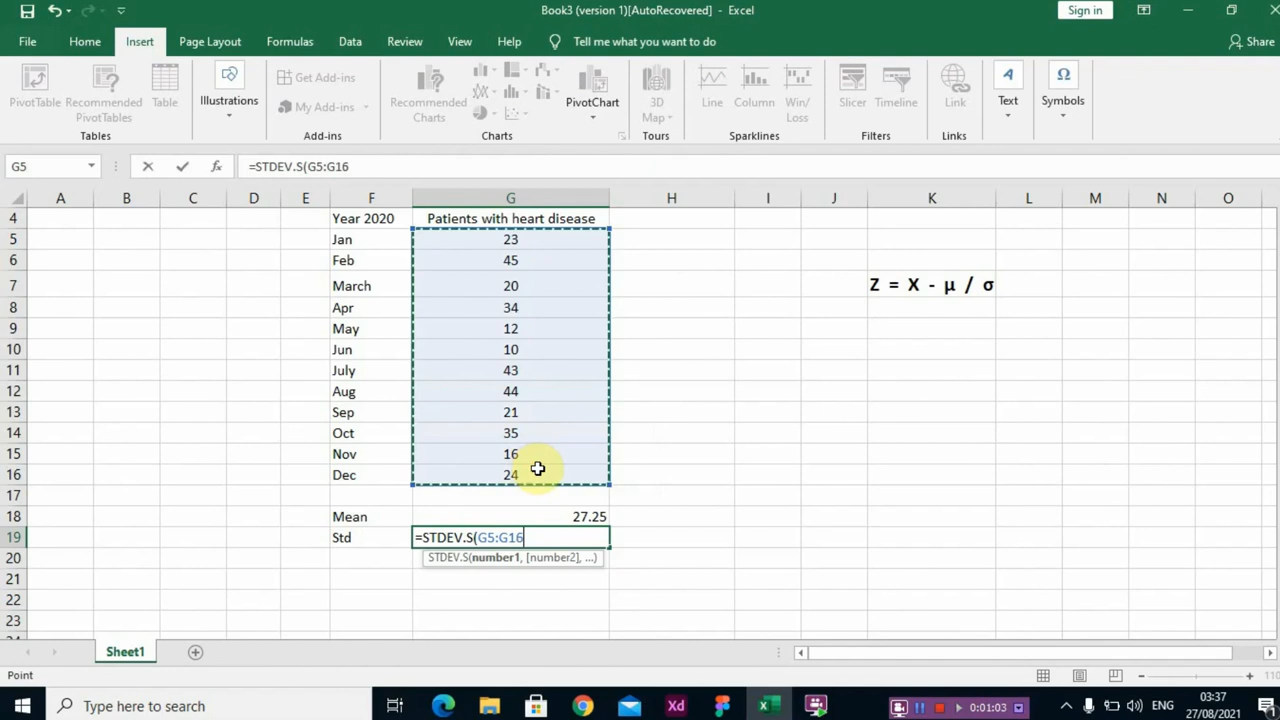 Book3 (version 1)[AutoRecovered] - Excel
Sign in
File Home Insert Page Layout Formulas Data Review View Help Tell me what you want to do Share
PivotTable Recommended PivotTables Table
Tables
Illustrations
Get Add-ins
My Add-ins
Add-ins
Recommended Charts
PivotChart
Charts
3D Map
Tours
Line Column Win/Loss
Sparklines
Slicer Timeline
Filters
Link
Links
Text
Symbols
G5 fx =STDEV.S(G5:G16
A B C D E F G H I J K L M N O
4 Year 2020 Patients with heart disease
5 Jan 23
6 Feb 45
7 March 20 Z = X - μ / σ
8 Apr 34
9 May 12
10 Jun 10
11 July 43
12 Aug 44
13 Sep 21
14 Oct 35
15 Nov 16
16 Dec 24
17
18 Mean 27.25
19 Std =STDEV.S(G5:G16
20 STDEV.S(number1, [number2], ...)
21
22
23
Sheet1
Point
Type here to search
Xd
0:01:03
ENG
03:37
27/08/2021